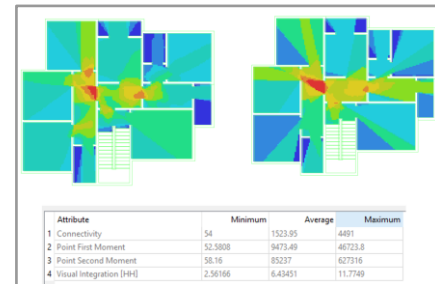 Attribute Minimum Average Maximum
1 Connectivity 54 1523.95 4491
2 Point First Moment 52.5808 9473.49 46723.8
3 Point Second Moment 58.16 85237 627316
4 Visual Integration [HH] 2.56166 6.43451 11.7749